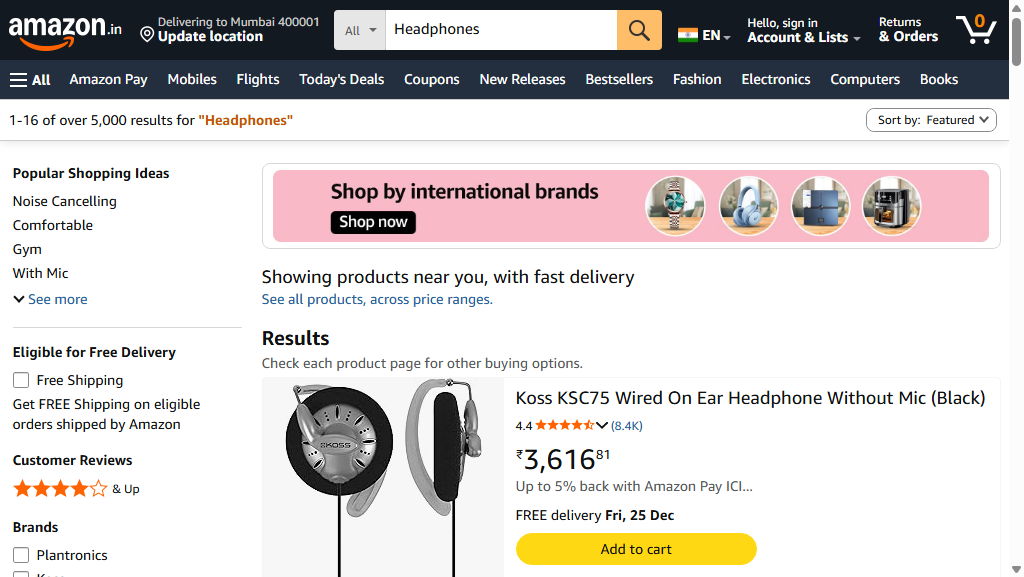 amazon.in
Delivering to Mumbai 400001
Update location
All
Headphones
EN
Hello, sign in
Account & Lists
Returns
& Orders
0
All
Amazon Pay
Mobiles
Flights
Today's Deals
Coupons
New Releases
Bestsellers
Fashion
Electronics
Computers
Books
1-16 of over 5,000 results for "Headphones"
Sort by: Featured
Popular Shopping Ideas
Noise Cancelling
Comfortable
Gym
With Mic
See more
Eligible for Free Delivery
Free Shipping
Get FREE Shipping on eligible
orders shipped by Amazon
Customer Reviews
& Up
Brands
Plantronics
Shop by international brands
Shop now
Showing products near you, with fast delivery
See all products, across price ranges.
Results
Check each product page for other buying options.
KOSS
Koss KSC75 Wired On Ear Headphone Without Mic (Black)
4.4 (8.4K)
₹3,61681
Up to 5% back with Amazon Pay ICI...
FREE delivery Fri, 25 Dec
Add to cart